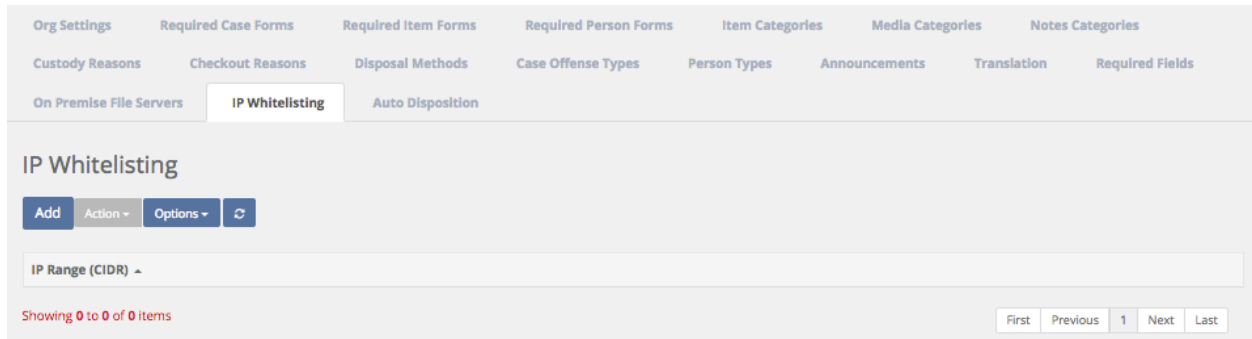 Org Settings Required Case Forms Required Item Forms Required Person Forms Item Categories Media Categories Notes Categories
Custody Reasons Checkout Reasons Disposal Methods Case Offense Types Person Types Announcements Translation Required Fields
On Premise File Servers IP Whitelisting Auto Disposition
IP Whitelisting
Add Action Options
IP Range (CIDR)
Showing 0 to 0 of 0 items First Previous 1 Next Last